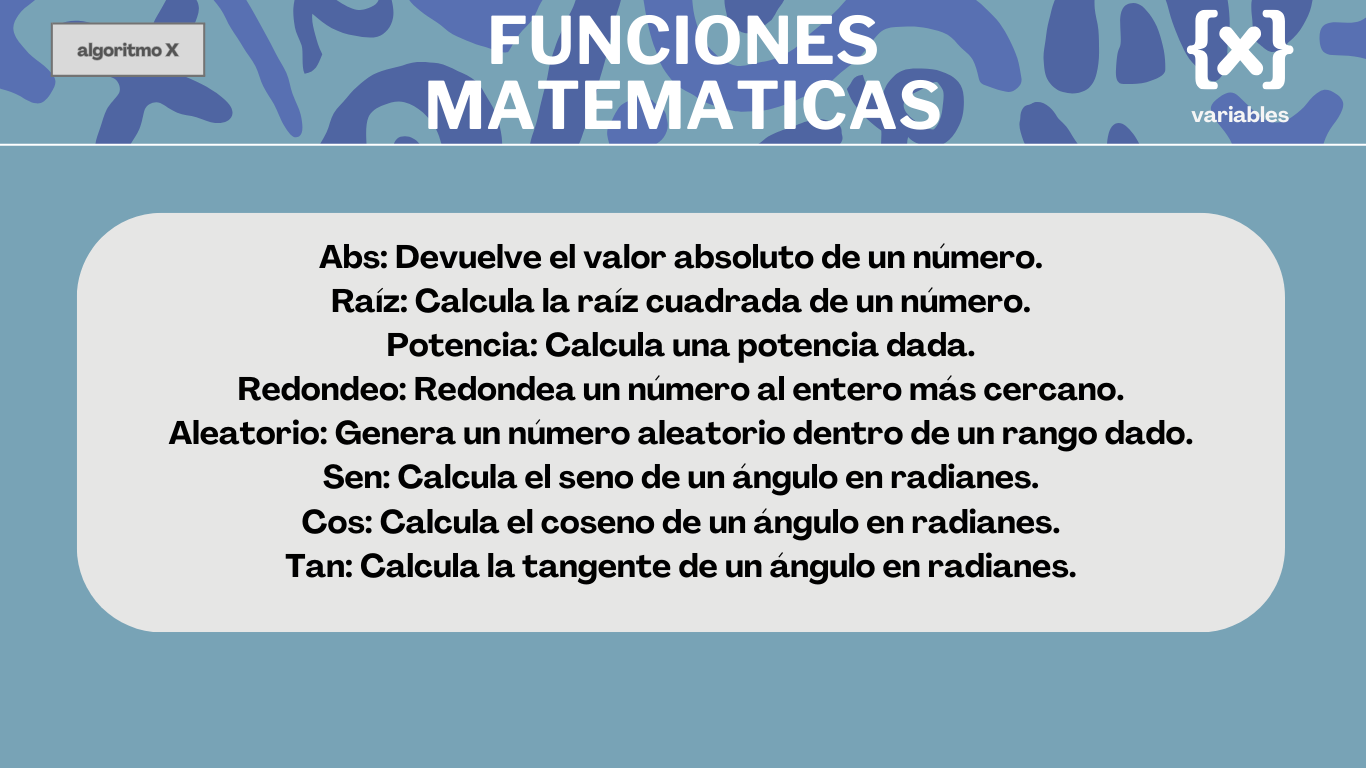 algoritmo X
FUNCIONES
MATEMATICAS
{x}
variables
Abs: Devuelve el valor absoluto de un número.
Raíz: Calcula la raíz cuadrada de un número.
Potencia: Calcula una potencia dada.
Redondeo: Redondea un número al entero más cercano.
Aleatorio: Genera un número aleatorio dentro de un rango dado.
Sen: Calcula el seno de un ángulo en radianes.
Cos: Calcula el coseno de un ángulo en radianes.
Tan: Calcula la tangente de un ángulo en radianes.